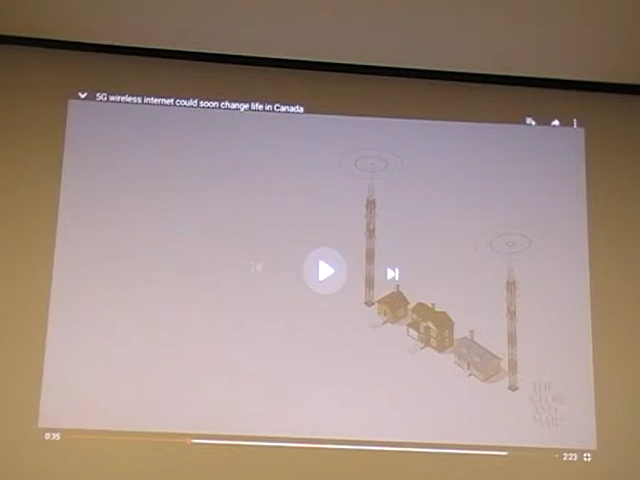 5G wireless internet could soon change life in Canada
THE
GLOBE
AND
MAIL
0:35
2:23